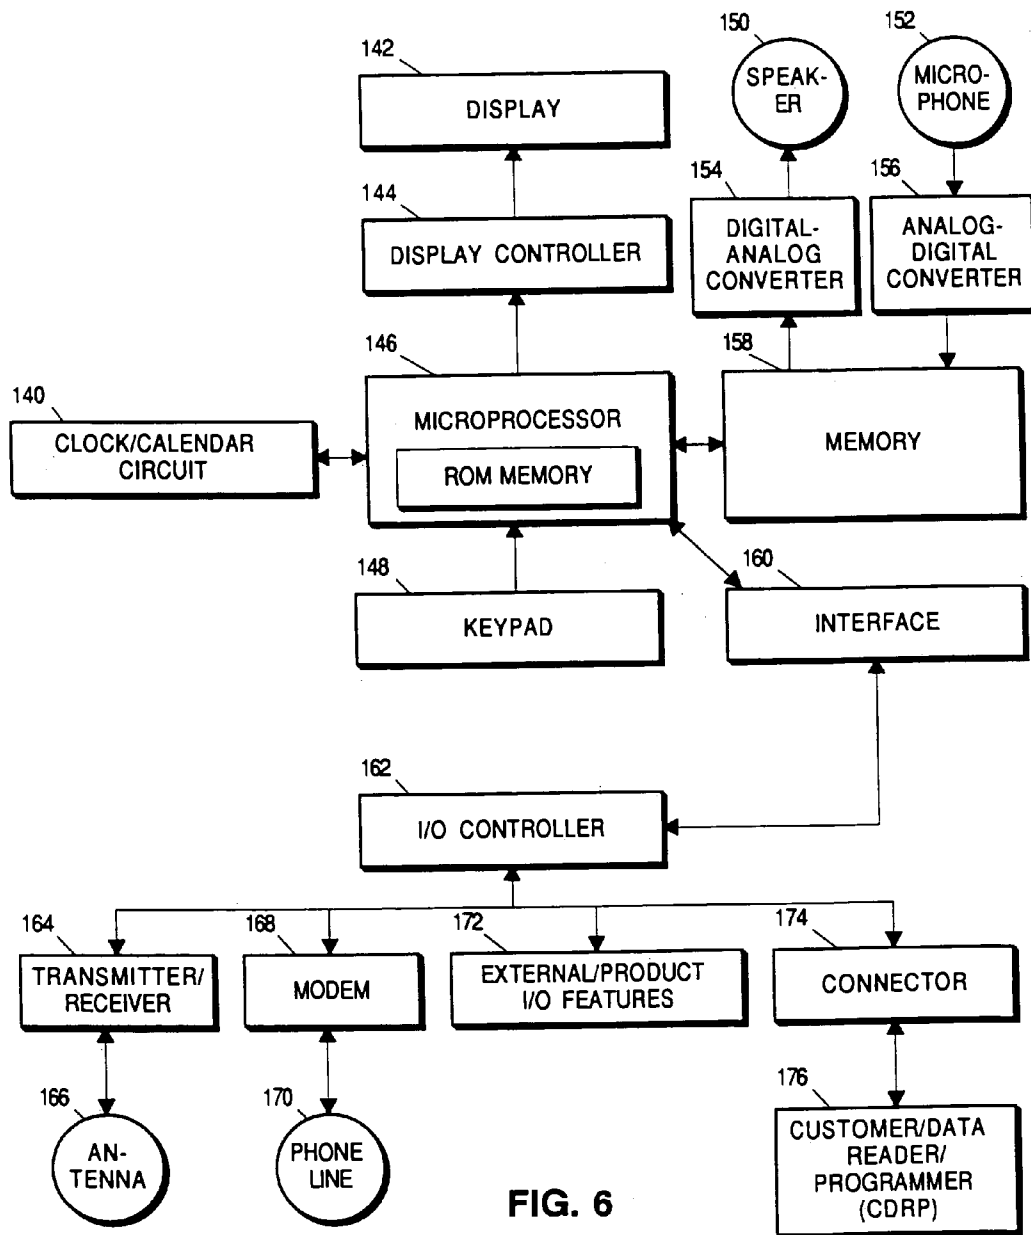 150
152
142
SPEAK-
ER
MICRO-
PHONE
DISPLAY
154
156
144
DIGITAL-
ANALOG
CONVERTER
ANALOG-
DIGITAL
CONVERTER
DISPLAY CONTROLLER
146
158
140
MICROPROCESSOR
CLOCK/CALENDAR
CIRCUIT
MEMORY
ROM MEMORY
148
160
KEYPAD
INTERFACE
162
I/O CONTROLLER
164
168
172
174
TRANSMITTER/
RECEIVER
MODEM
EXTERNAL/PRODUCT
I/O FEATURES
CONNECTOR
166
170
176
AN-
TENNA
PHONE
LINE
CUSTOMER/DATA
READER/
PROGRAMMER
(CDRP)
FIG. 6